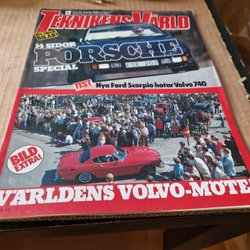 TEKNIKENS VÄRLD
14 SIDOR
PORSCHE
SPECIAL
TEST
Nya Ford Scorpio hotar Volvo 740
BILD
EXTRA!
VÄRLDENS VOLVO-MÖTE